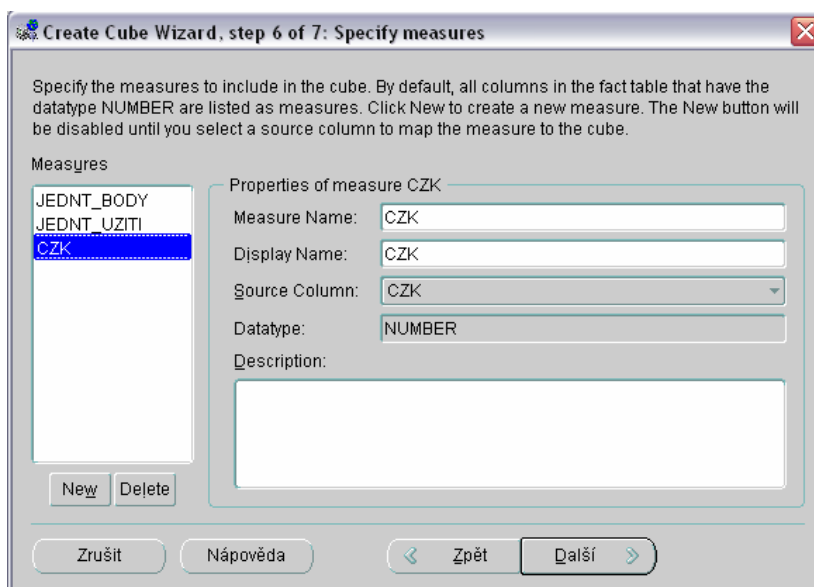 Create Cube Wizard, step 6 of 7: Specify measures
Specify the measures to include in the cube. By default, all columns in the fact table that have the
datatype NUMBER are listed as measures. Click New to create a new measure. The New button will
be disabled until you select a source column to map the measure to the cube.
Measures
JEDNT_BODY
JEDNT_UZITI
CZK
New Delete
Properties of measure CZK
Measure Name: CZK
Display Name: CZK
Source Column: CZK
Datatype: NUMBER
Description:
Zrušit Nápověda Zpět Další